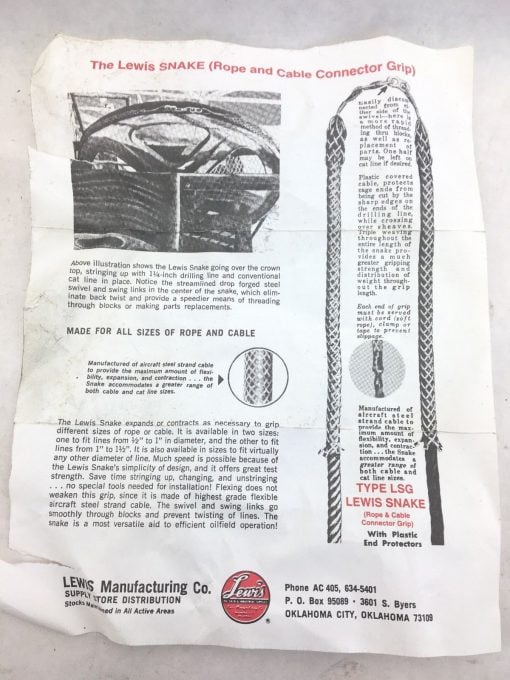 The Lewis SNAKE (Rope and Cable Connector Grip)
Above illustration shows the Lewis Snake going over the crown
top, stringing up with 1¼-inch drilling line and conventional
cat line in place. Notice the streamlined drop forged steel
swivel and swing links in the center of the snake, which elim-
inate back twist and provide a speedier means of threading
through blocks or making parts replacements.
MADE FOR ALL SIZES OF ROPE AND CABLE
Manufactured of aircraft steel strand cable
to provide the maximum amount of flexi-
bility, expansion, and contraction . . . the
Snake accommodates a greater range of
both cable and cat line sizes.
The Lewis Snake expands or contracts as necessary to grip
different sizes of rope or cable. It is available in two sizes:
one to fit lines from ½" to 1" in diameter, and the other to fit
lines from 1" to 1½". It is also available in sizes to fit virtually
any other diameter of line. Much speed is possible because of
the Lewis Snake's simplicity of design, and it offers great test
strength. Save time stringing up, changing, and unstringing
. . . no special tools needed for installation! Flexing does not
weaken this grip, since it is made of highest grade flexible
aircraft steel strand cable. The swivel and swing links go
smoothly through blocks and prevent twisting of lines. The
snake is a most versatile aid to efficient oilfield operation!
Easily discon-
nected from ei-
ther side of the
swivel—here is
a more rapid
method of thread-
ing thru blocks,
as well as re-
placement of
parts. One half
may be left on
cat line if desired.
Plastic covered
cable, protects
cage ends from
being cut by the
sharp edges on
the ends of the
drilling line,
while crossing
over sheaves.
Triple weaving
throughout the
entire length of
the snake pro-
vides a much
greater gripping
strength and
distribution of
weight through-
out the grip
length.
Each end of grip
must be served
with cord (soft
rope), clamp or
tape to prevent
slippage.
Manufactured of
aircraft steel
strand cable to
provide the max-
imum amount of
flexibility, expan-
sion, and contrac-
tion . . . the Snake
accommodates a
greater range of
both cable and
cat line sizes.
TYPE LSG
LEWIS SNAKE
(Rope & Cable
Connector Grip)
With Plastic
End Protectors
LEWIS Manufacturing Co.
SUPPLY STORE DISTRIBUTION
Stocks in All Active Areas
Lewis
®
Phone AC 405, 634-5401
P. O. Box 95089 • 3601 S. Byers
OKLAHOMA CITY, OKLAHOMA 73109